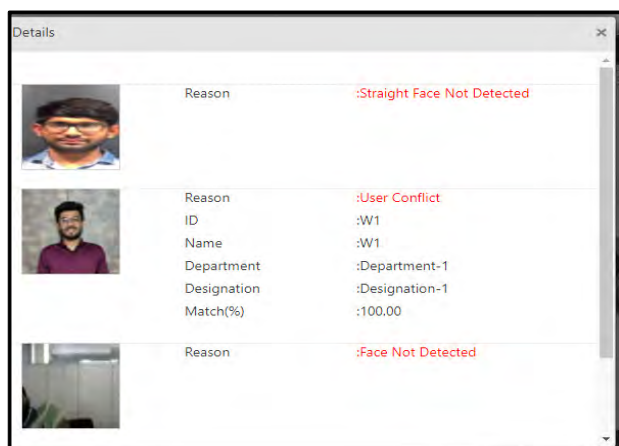 Details
Reason :Straight Face Not Detected
Reason :User Conflict
ID :W1
Name :W1
Department :Department-1
Designation :Designation-1
Match(%) :100.00
Reason :Face Not Detected